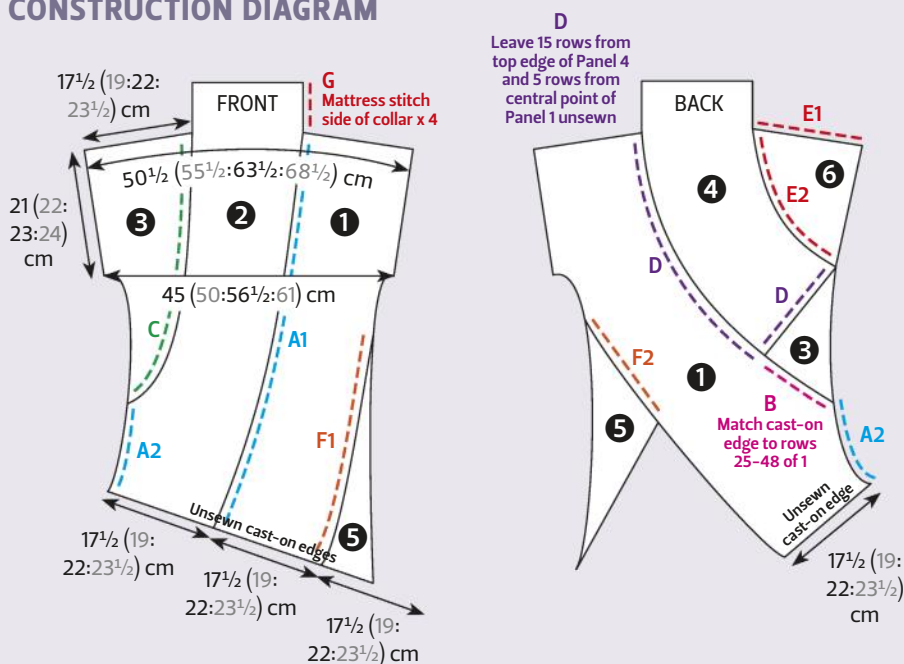 CONSTRUCTION DIAGRAM
17½ (19:22:
23½) cm
FRONT
G
Mattress stitch
side of collar x 4
50½ (55½:63½:68½) cm
21 (22:
23:24)
cm
3
2
1
45 (50:56½:61) cm
C
A1
A2
F1
5
Unsewn cast-on edges
17½ (19:
22:23½) cm
17½ (19:
22:23½) cm
17½ (19:
22:23½) cm
D
Leave 15 rows from
top edge of Panel 4
and 5 rows from
central point of
Panel 1 unsewn
BACK
E1
6
4
E2
D
D
3
F2
1
B
Match cast-on
edge to rows
25–48 of 1
A2
5
Unsewn
cast-on edge
17½ (19:
22:23½)
cm